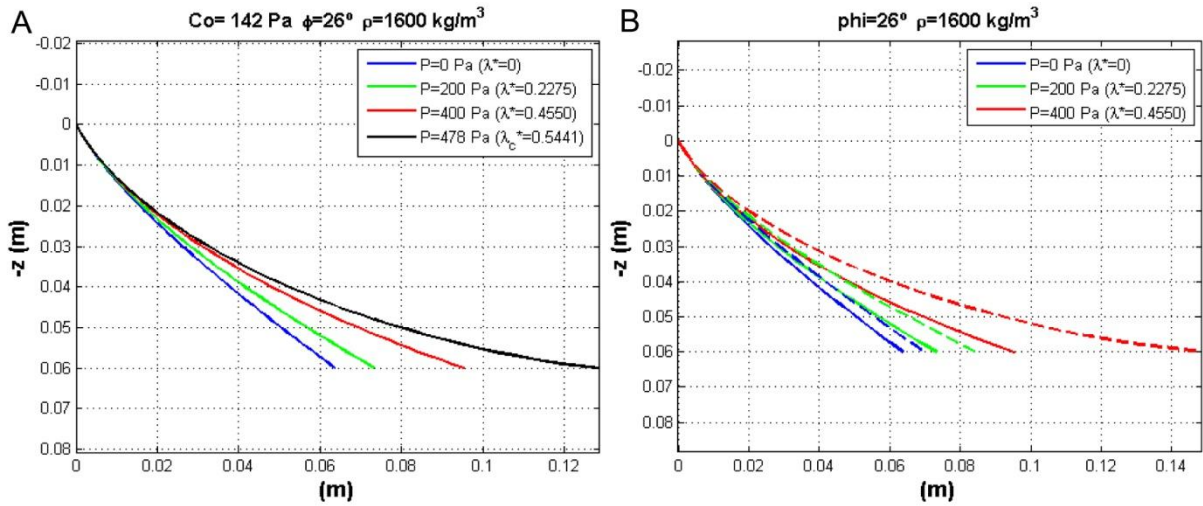 A
Co= 142 Pa ϕ=26° ρ=1600 kg/m³
P=0 Pa (λ*=0)
P=200 Pa (λ*=0.2275)
P=400 Pa (λ*=0.4550)
P=478 Pa (λc*=0.5441)
-0.02
-0.01
0
0.01
0.02
0.03
0.04
0.05
0.06
0.07
0.08
-z (m)
0
0.02
0.04
0.06
0.08
0.1
0.12
(m)
B
phi=26° ρ=1600 kg/m³
P=0 Pa (λ*=0)
P=200 Pa (λ*=0.2275)
P=400 Pa (λ*=0.4550)
-0.02
-0.01
0
0.01
0.02
0.03
0.04
0.05
0.06
0.07
0.08
-z (m)
0
0.02
0.04
0.06
0.08
0.1
0.12
0.14
(m)